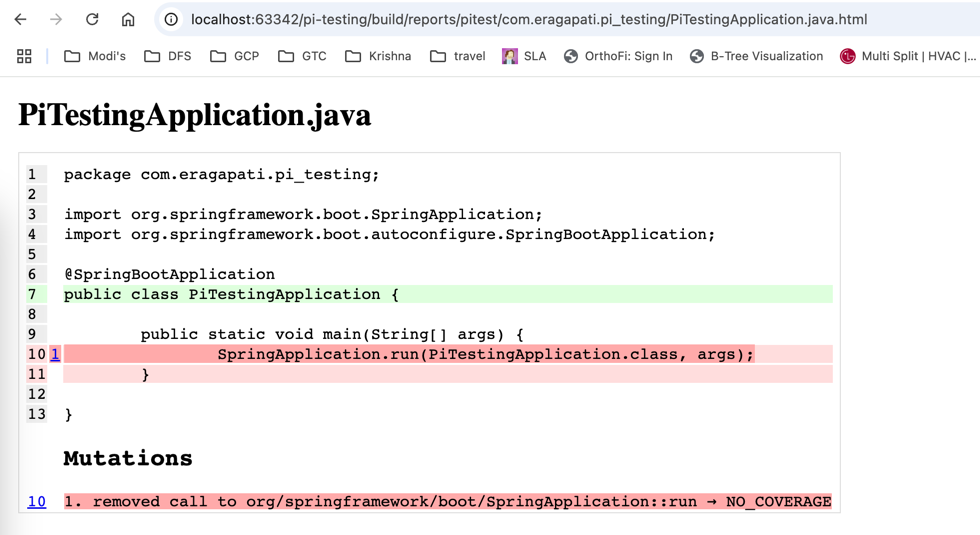 localhost:63342/pi-testing/build/reports/pitest/com.eragapati.pi_testing/PiTestingApplication.java.html
Modi's DFS GCP GTC Krishna travel SLA OrthoFi: Sign In B-Tree Visualization Multi Split | HVAC |...
PiTestingApplication.java
1 package com.eragapati.pi_testing;
2
3 import org.springframework.boot.SpringApplication;
4 import org.springframework.boot.autoconfigure.SpringBootApplication;
5
6 @SpringBootApplication
7 public class PiTestingApplication {
8
9 public static void main(String[] args) {
10 1 SpringApplication.run(PiTestingApplication.class, args);
11 }
12
13 }
Mutations
10 1. removed call to org/springframework/boot/SpringApplication::run → NO_COVERAGE